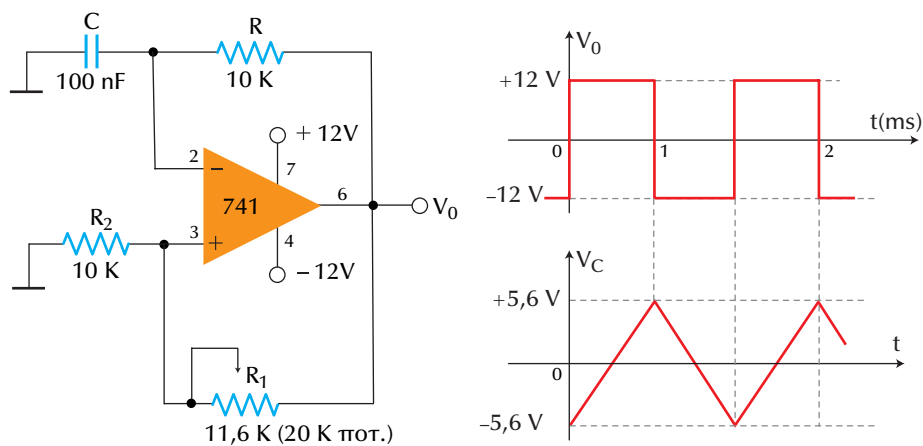 C
100 nF
R
10 K
+ 12V
2
−
7
741
6
V0
3
+
4
− 12V
R2
10 K
R1
11,6 K (20 K пот.)
V0
+12 V
t(ms)
0
1
2
−12 V
VC
+5,6 V
t
0
−5,6 V